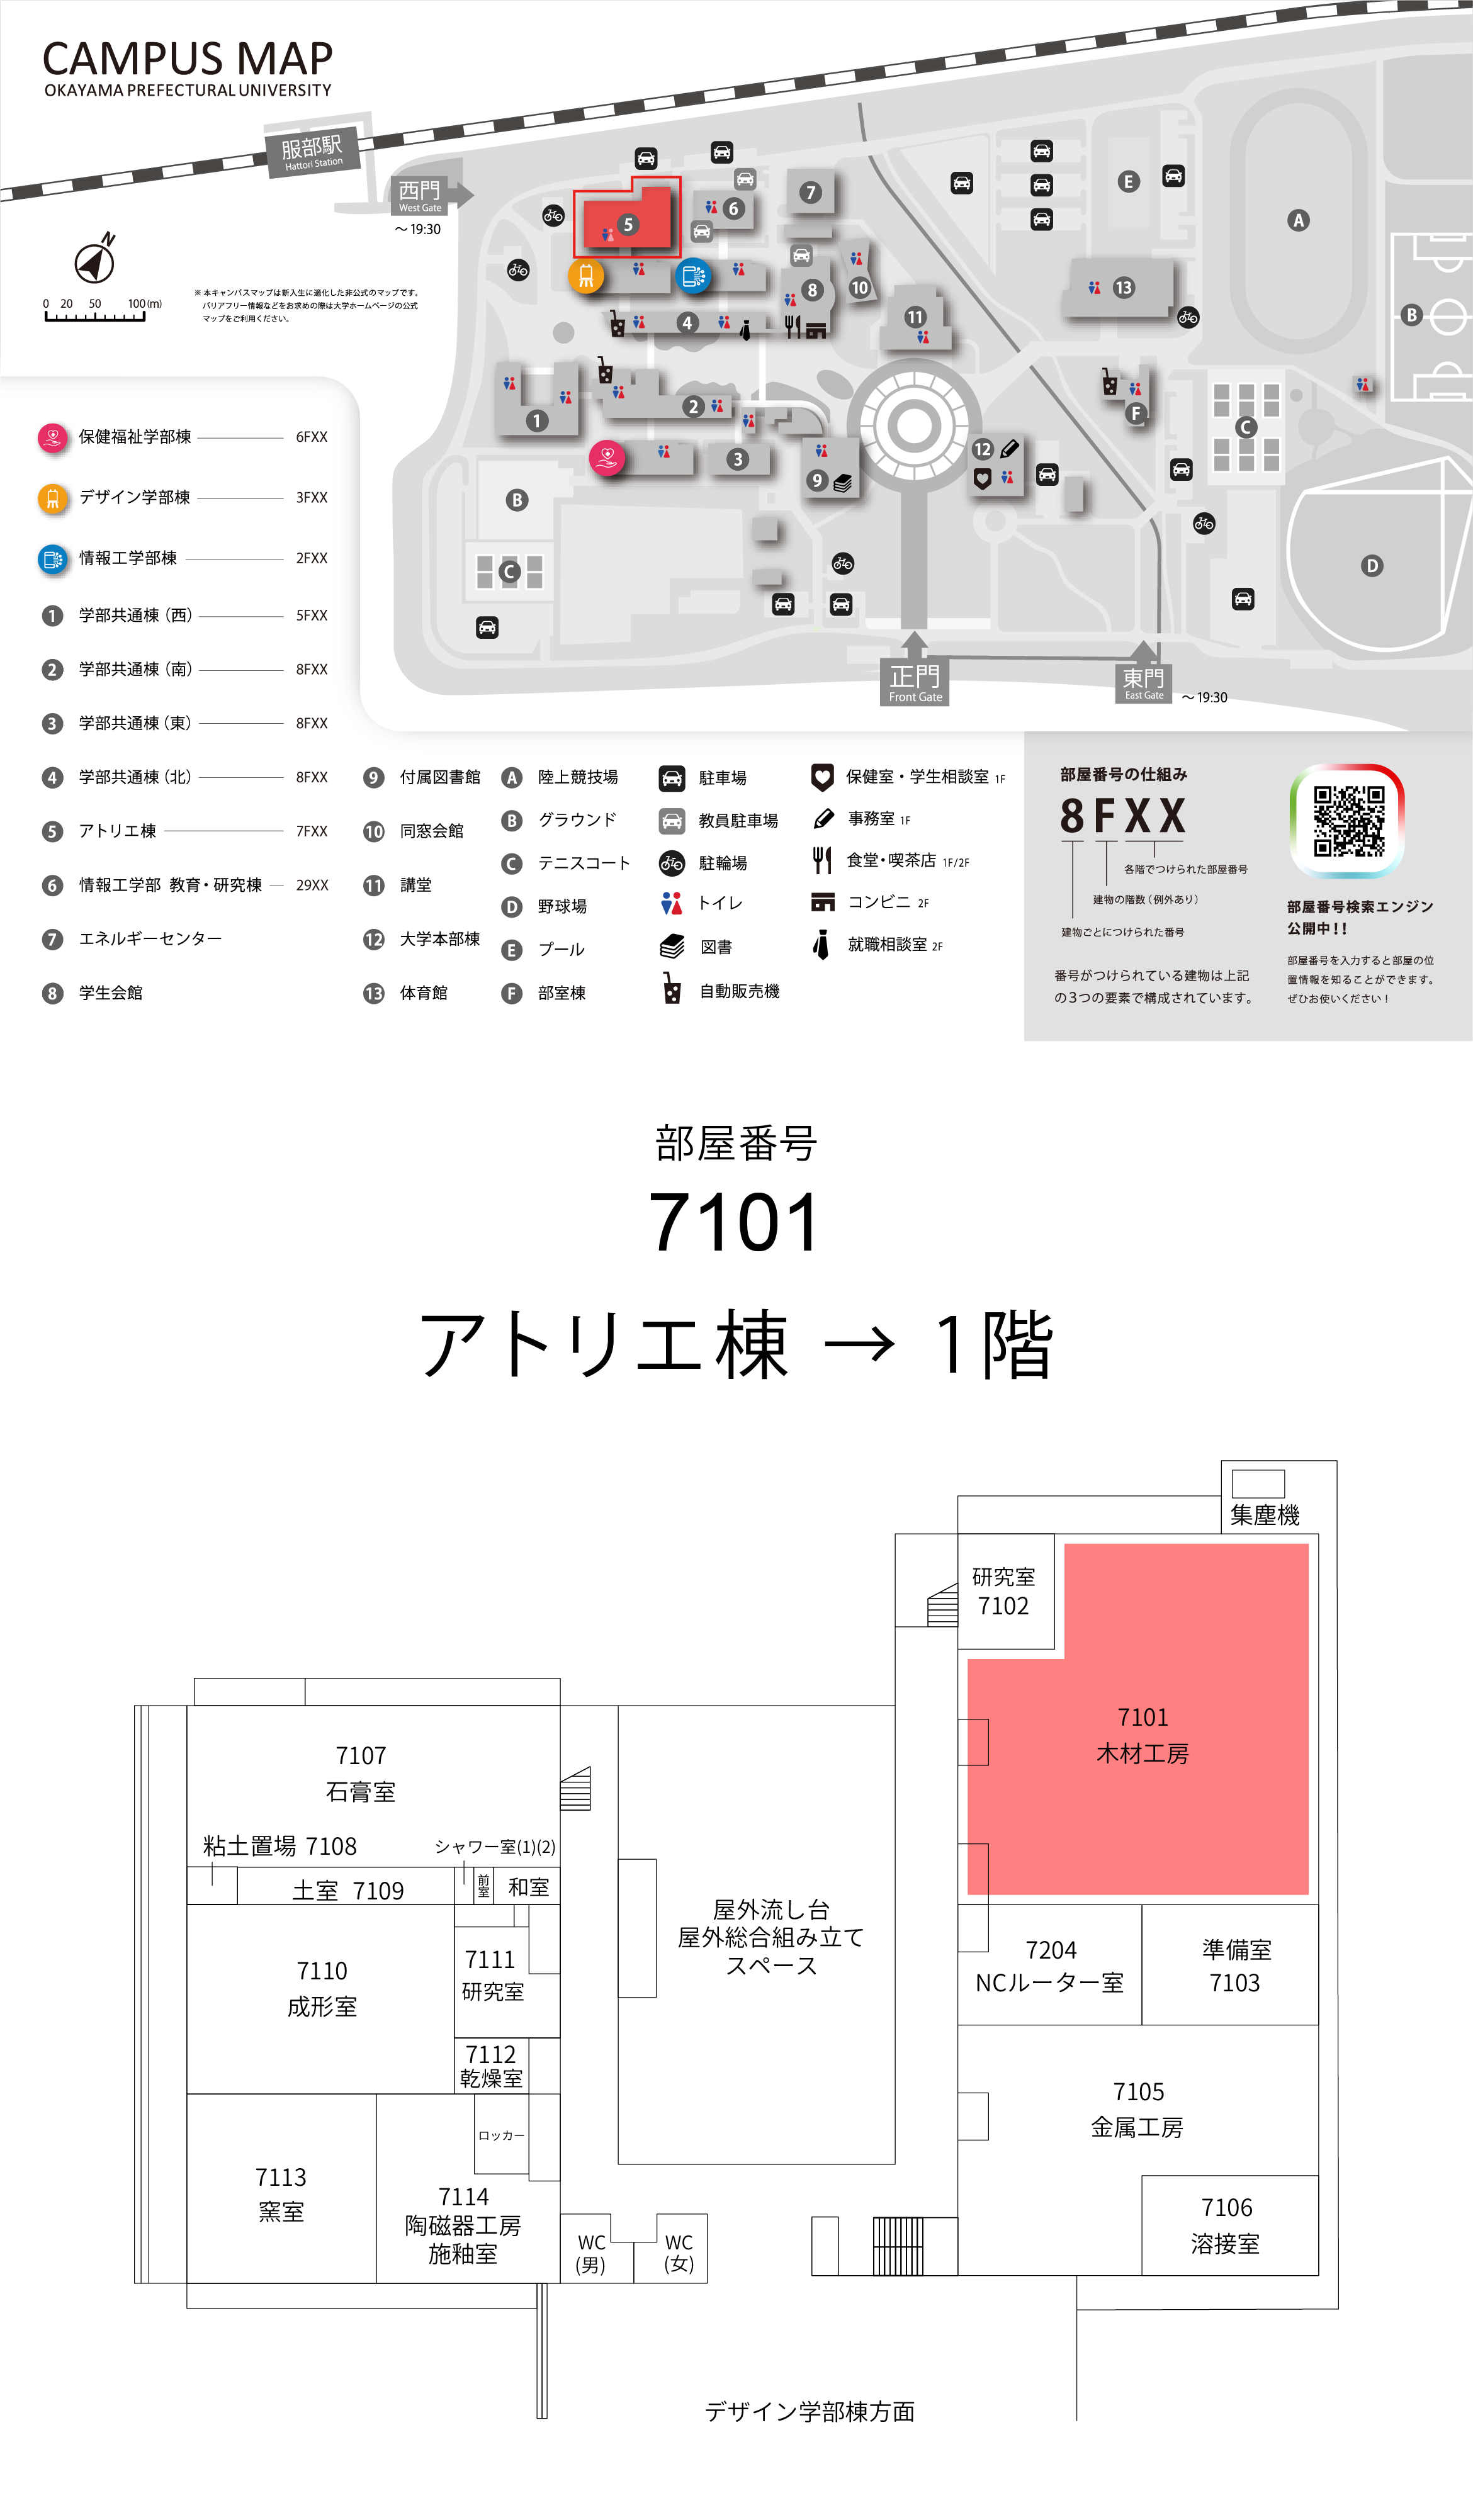 CAMPUS MAP
OKAYAMA PREFECTURAL UNIVERSITY
服部駅
Hattori Station
西門
West Gate
～19:30
N
0 20 50 100(m)
※ 本キャンパスマップは新入生に適化した非公式のマップです。
バリアフリー情報などをお求めの際は大学ホームページの公式
マップをご利用ください。
5
6
7
8
10
4
11
13
E
A
B
1
2
3
9
12
F
C
B
C
D
正門
Front Gate
東門
East Gate
～19:30
保健福祉学部棟 6FXX
デザイン学部棟 3FXX
情報工学部棟 2FXX
1 学部共通棟（西） 5FXX
2 学部共通棟（南） 8FXX
3 学部共通棟（東） 8FXX
4 学部共通棟（北） 8FXX
5 アトリエ棟 7FXX
6 情報工学部 教育・研究棟 29XX
7 エネルギーセンター
8 学生会館
9 付属図書館
10 同窓会館
11 講堂
12 大学本部棟
13 体育館
A 陸上競技場
B グラウンド
C テニスコート
D 野球場
E プール
F 部室棟
駐車場
教員駐車場
駐輪場
トイレ
図書
自動販売機
保健室・学生相談室 1F
事務室 1F
食堂・喫茶店 1F/2F
コンビニ 2F
就職相談室 2F
部屋番号の仕組み
8FXX
各階でつけられた部屋番号
建物の階数（例外あり）
建物ごとにつけられた番号
番号がつけられている建物は上記
の３つの要素で構成されています。
部屋番号検索エンジン
公開中！！
部屋番号を入力すると部屋の位
置情報を知ることができます。
ぜひお使いください！
部屋番号
7101
アトリエ棟 → 1階
集塵機
研究室
7102
7101
木材工房
7107
石膏室
粘土置場 7108
シャワー室(1)(2)
土室 7109
前室
和室
7110
成形室
7111
研究室
7112
乾燥室
屋外流し台
屋外総合組み立て
スペース
7204
NCルーター室
準備室
7103
7105
金属工房
7106
溶接室
ロッカー
7113
窯室
7114
陶磁器工房
施釉室
WC
(男)
WC
(女)
デザイン学部棟方面